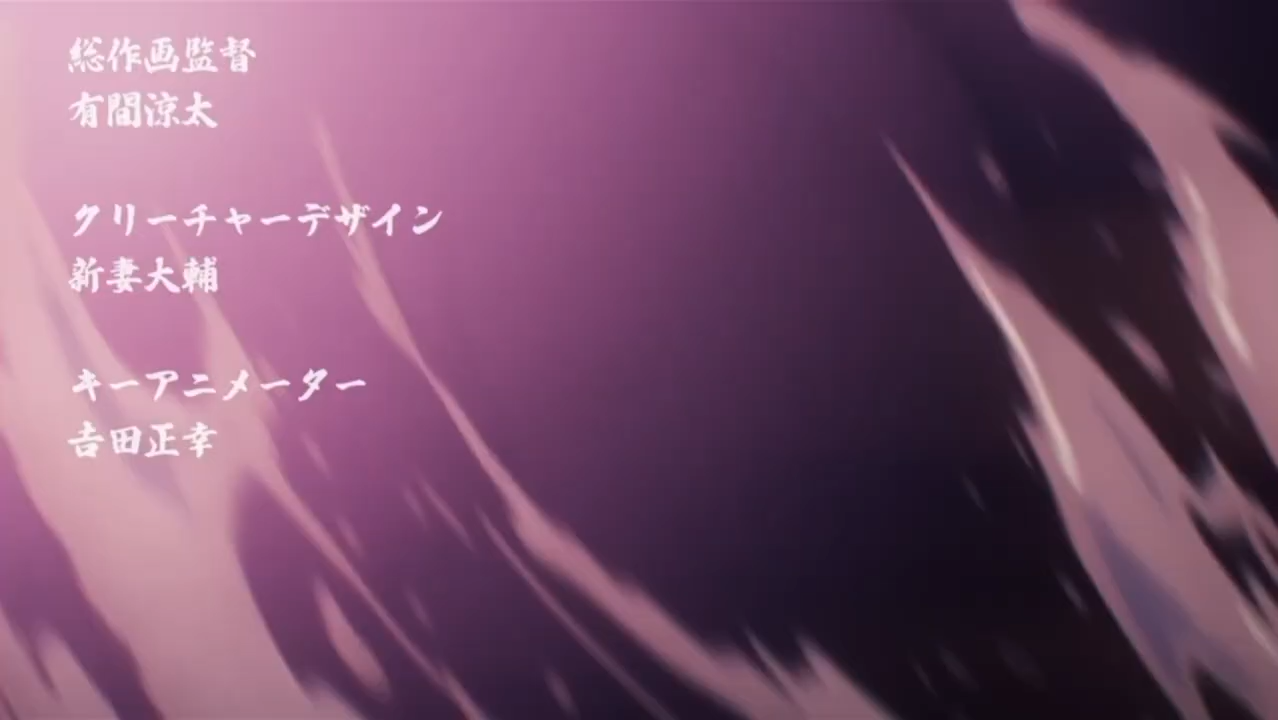 総作画監督
有間涼太
クリーチャーデザイン
新妻大輔
キーアニメーター
吉田正幸